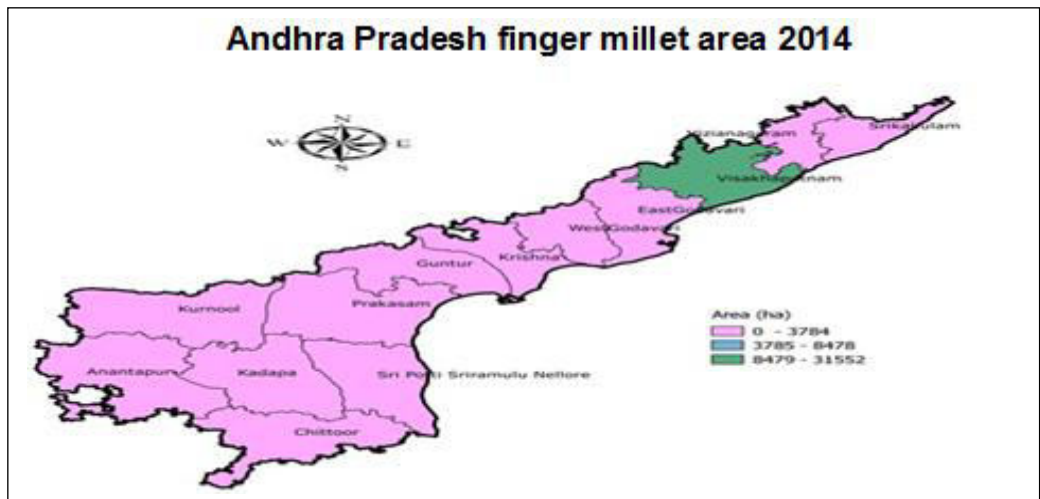 Andhra Pradesh finger millet area 2014
W
E
S
Vizianagaram
Srikakulam
Visakhapatnam
EastGodavari
WestGodavari
Krishna
Guntur
Prakasam
Kurnool
Anantapur
Kadapa
Sri Potti Sriramulu Nellore
Chittoor
Area (ha)
0 - 3784
3785 - 8478
8479 - 31552